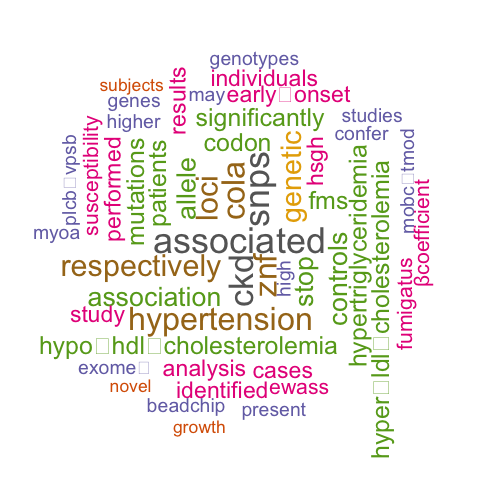 genotypes
subjects
results
individuals
genes
may
early□onset
higher
significantly
studies
confer
susceptibility
plcb□vpsb
performed
mutations
patients
allele
codon
loci
cola
snps
genetic
hsgh
fms
mobc□tmod
myoa
associated
ckd
znf
high
stop
controls
hypertriglyceridemia
hyper□ldl□cholesterolemia
fumigatus
βcoefficient
respectively
association
study
hypertension
hypo□hdl□cholesterolemia
exome□
analysis
cases
novel
identified
ewass
beadchip
present
growth